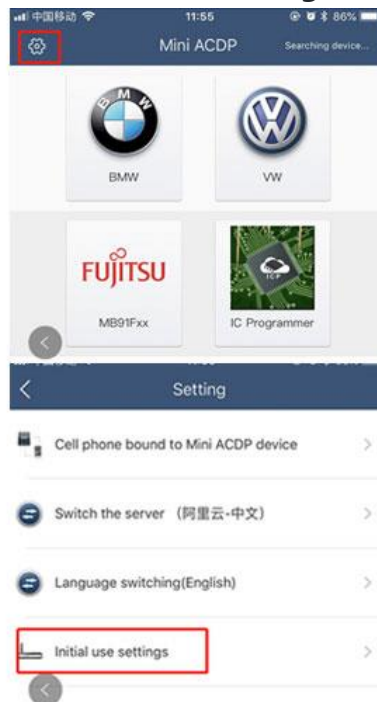 中国移动 11:55 86%
Mini ACDP Searching device...
BMW
BMW VW
FUJITSU
ICP
MB91Fxx IC Programmer
Setting
Cell phone bound to Mini ACDP device
Switch the server （阿里云-中文）
Language switching(English)
Initial use settings